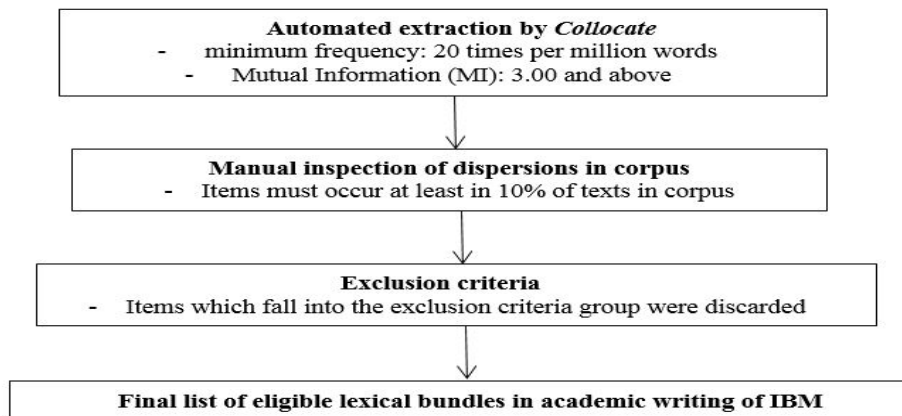 Automated extraction by Collocate
- minimum frequency: 20 times per million words
- Mutual Information (MI): 3.00 and above
Manual inspection of dispersions in corpus
- Items must occur at least in 10% of texts in corpus
Exclusion criteria
- Items which fall into the exclusion criteria group were discarded
Final list of eligible lexical bundles in academic writing of IBM